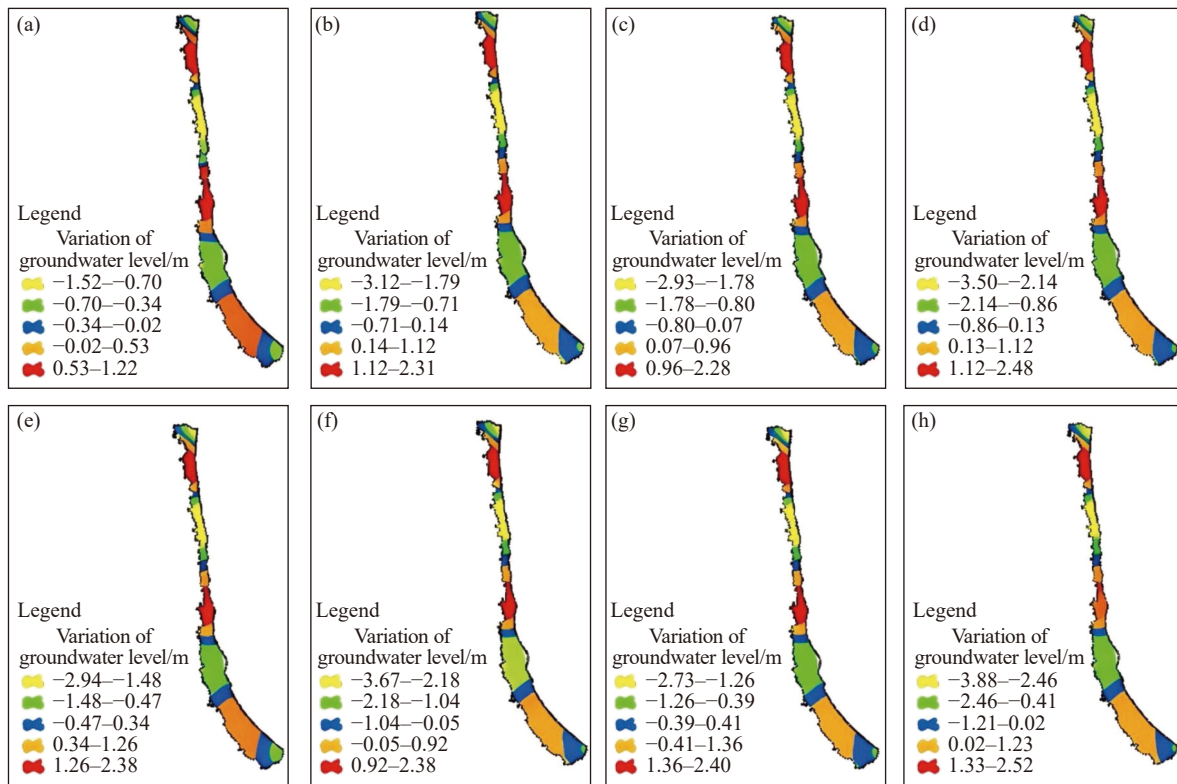 (a)
Legend
Variation of
groundwater level/m
−1.52–−0.70
−0.70–−0.34
−0.34–−0.02
−0.02–0.53
0.53–1.22
(b)
Legend
Variation of
groundwater level/m
−3.12–−1.79
−1.79–−0.71
−0.71–0.14
0.14–1.12
1.12–2.31
(c)
Legend
Variation of
groundwater level/m
−2.93–−1.78
−1.78–−0.80
−0.80–0.07
0.07–0.96
0.96–2.28
(d)
Legend
Variation of
groundwater level/m
−3.50–−2.14
−2.14–−0.86
−0.86–0.13
0.13–1.12
1.12–2.48
(e)
Legend
Variation of
groundwater level/m
−2.94–−1.48
−1.48–−0.47
−0.47–0.34
0.34–1.26
1.26–2.38
(f)
Legend
Variation of
groundwater level/m
−3.67–−2.18
−2.18–−1.04
−1.04–−0.05
−0.05–0.92
0.92–2.38
(g)
Legend
Variation of
groundwater level/m
−2.73–−1.26
−1.26–−0.39
−0.39–0.41
−0.41–1.36
1.36–2.40
(h)
Legend
Variation of
groundwater level/m
−3.88–−2.46
−2.46–−0.41
−1.21–0.02
0.02–1.23
1.33–2.52